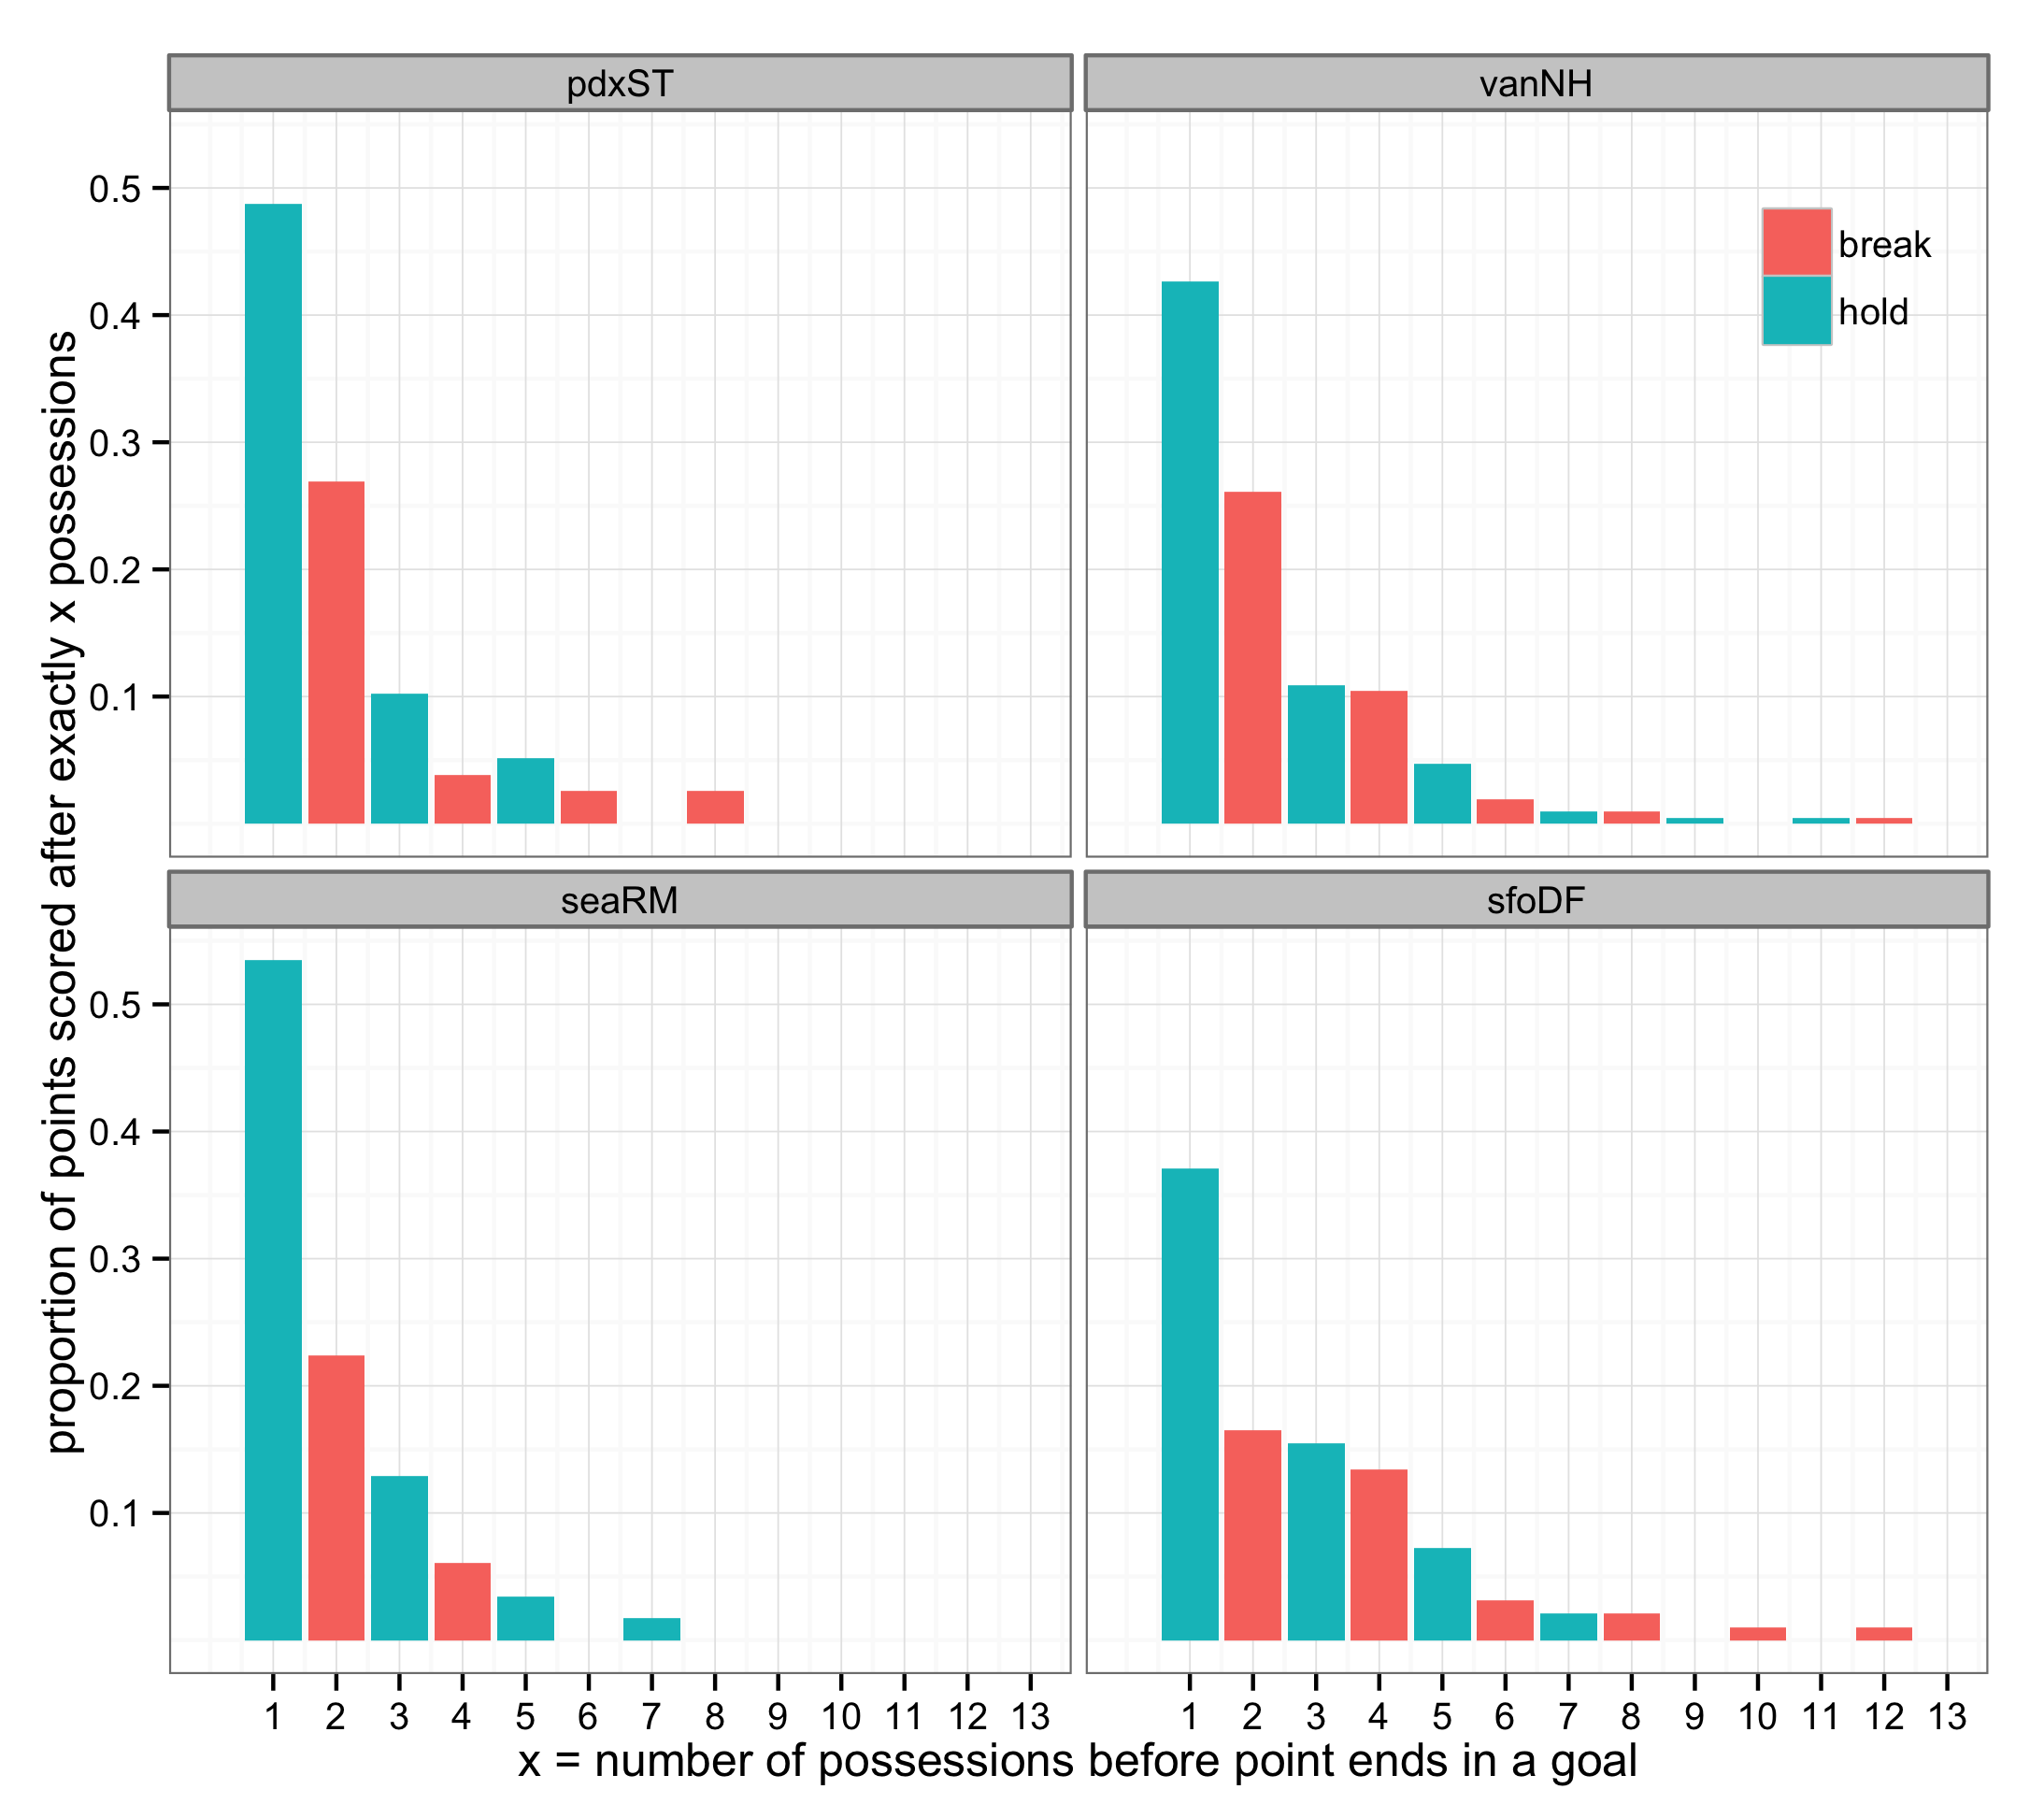 pdxST
vanNH
0.5
0.4
0.3
0.2
0.1
break
hold
proportion of points scored after exactly x possessions
seaRM
sfoDF
0.5
0.4
0.3
0.2
0.1
1 2 3 4 5 6 7 8 9 10 11 12 13
1 2 3 4 5 6 7 8 9 10 11 12 13
x = number of possessions before point ends in a goal